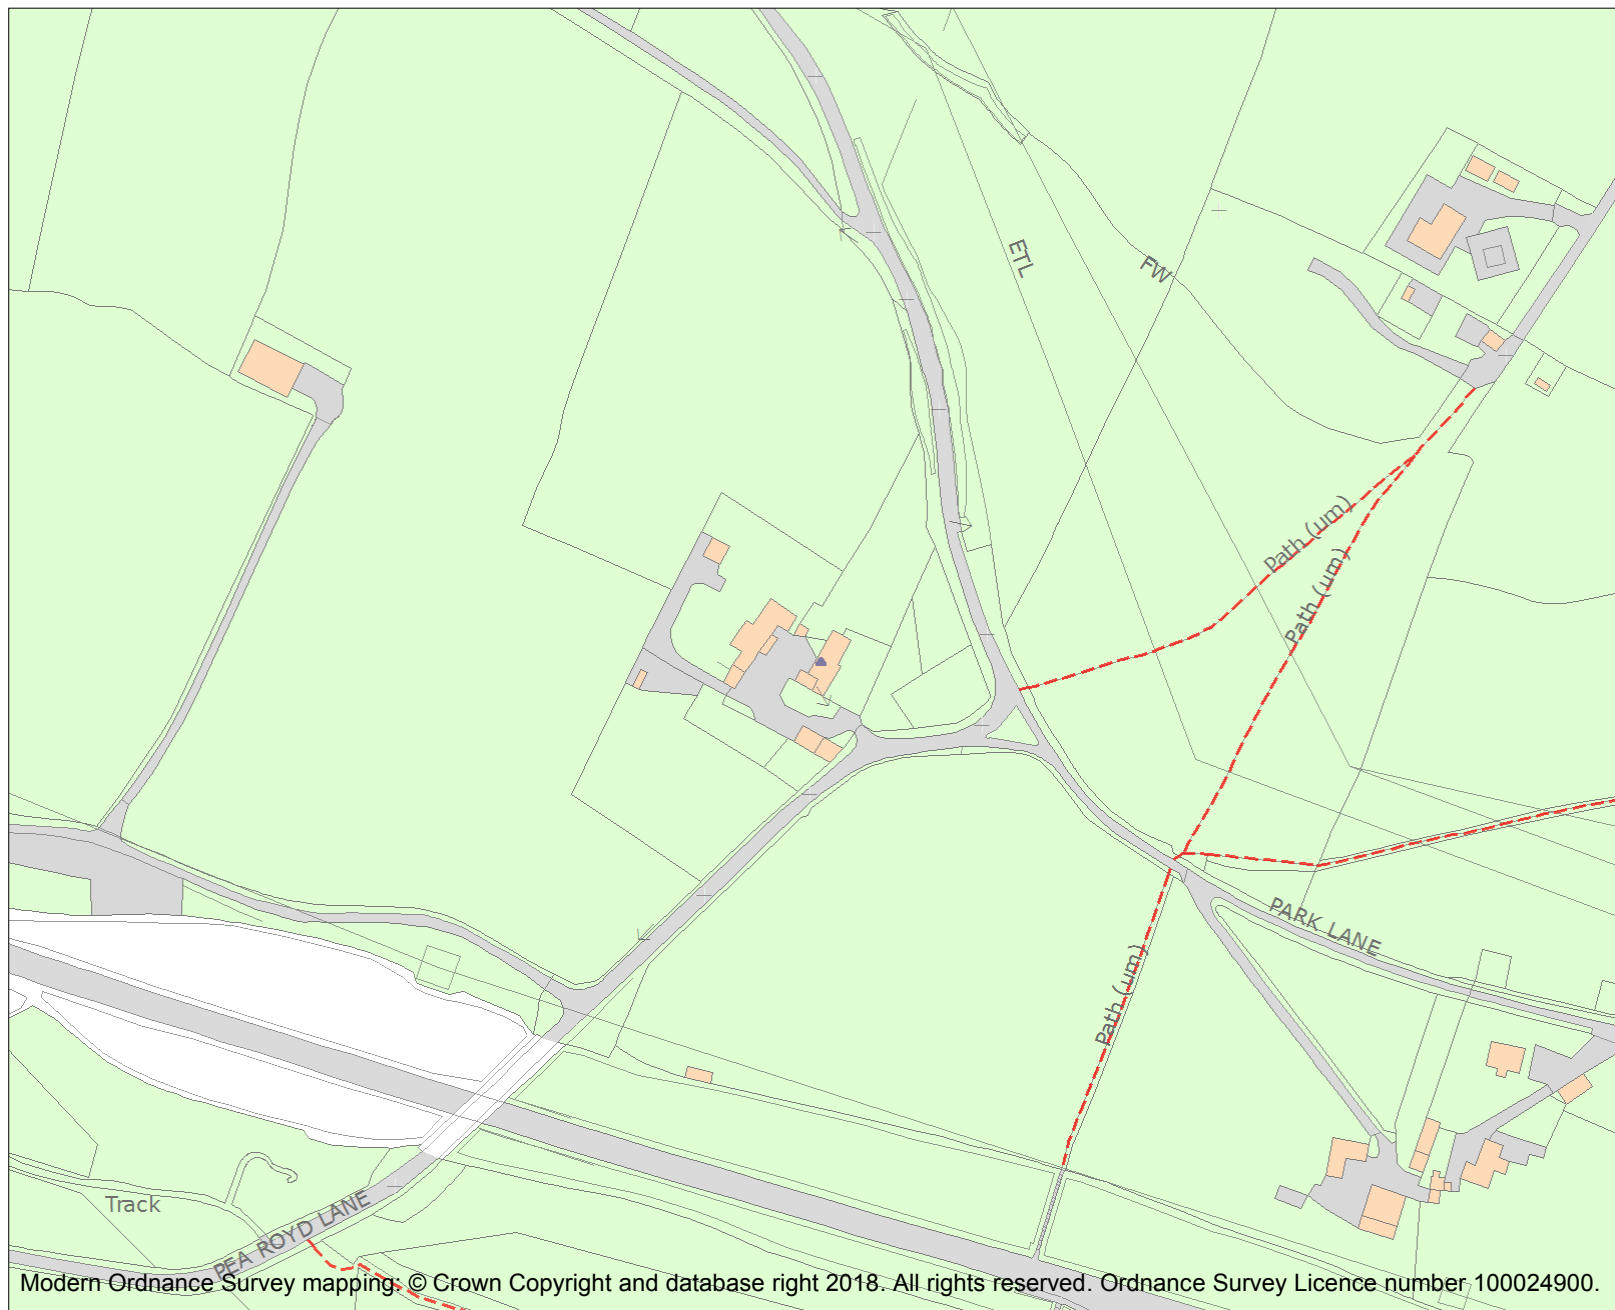 ETL
FW
Path (um)
Path (um)
PARK LANE
Path (um)
Track
PEA ROYD LANE
Modern Ordnance Survey mapping: © Crown Copyright and database right 2018. All rights reserved. Ordnance Survey Licence number 100024900.